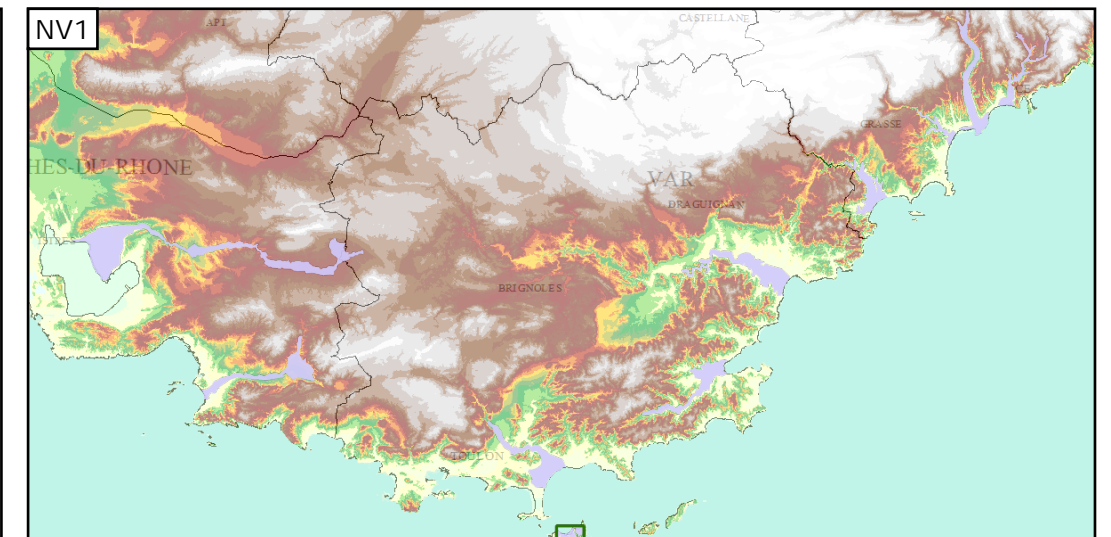 NV1
APT
CASTELLANE
GRASSE
HES-DU-RHONE
VAR
DRAGUIGNAN
BRIGNOLES
TOULON